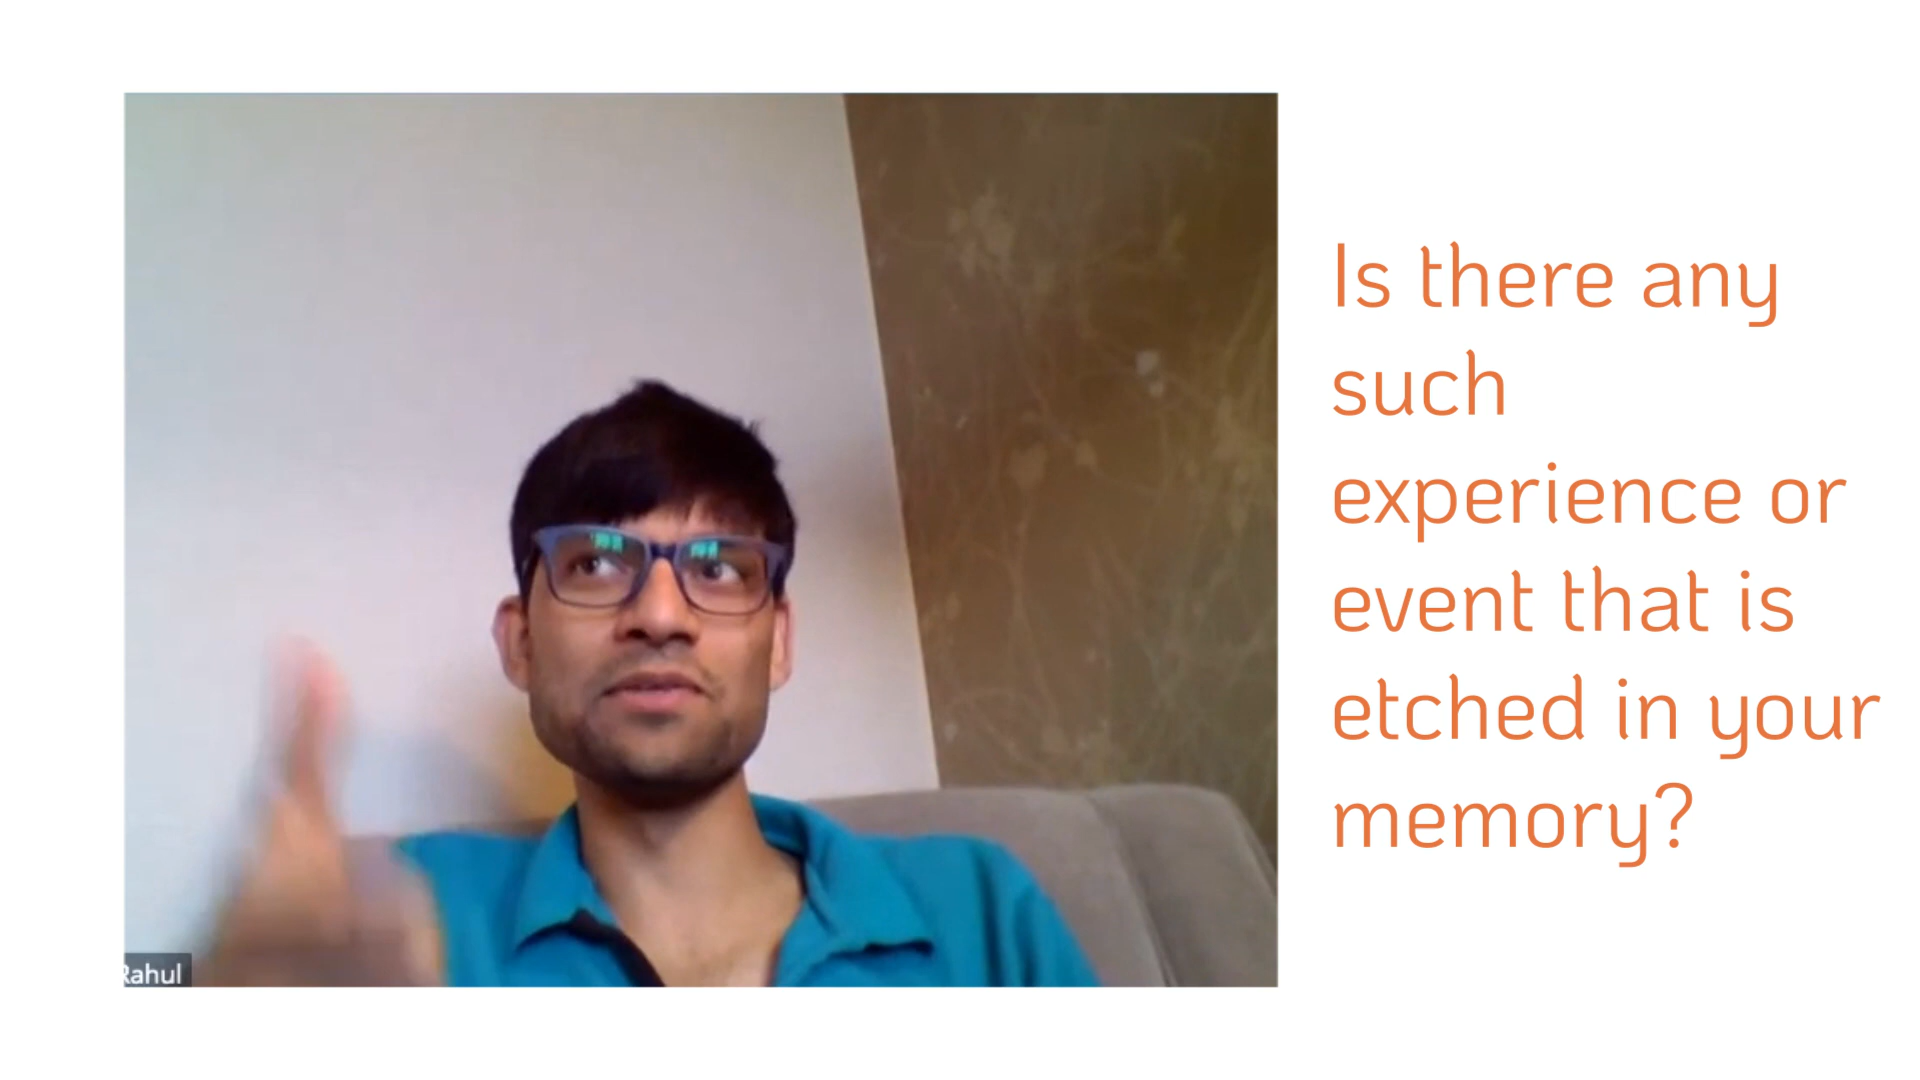 Is there any
such
experience or
event that is
etched in your
memory?
Rahul